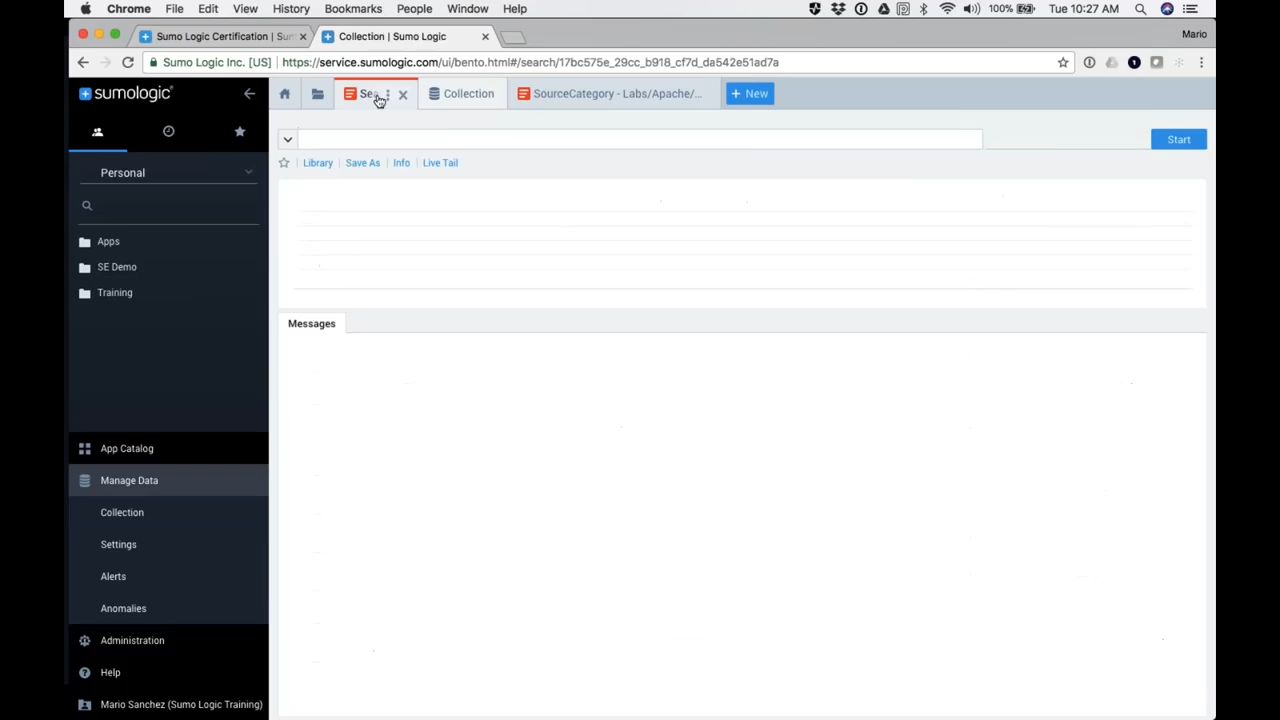 Chrome File Edit View History Bookmarks People Window Help 100% Tue 10:27 AM
Sumo Logic Certification | Sum Collection | Sumo Logic Mario
Sumo Logic Inc. [US] https://service.sumologic.com/ui/bento.html#/search/17bc575e_29cc_b918_cf7d_da542e51ad7a
sumologic Sea Collection SourceCategory - Labs/Apache/... + New
Start
Library Save As Info Live Tail
Personal
Apps
SE Demo
Training
Messages
App Catalog
Manage Data
Collection
Settings
Alerts
Anomalies
Administration
Help
Mario Sanchez (Sumo Logic Training)